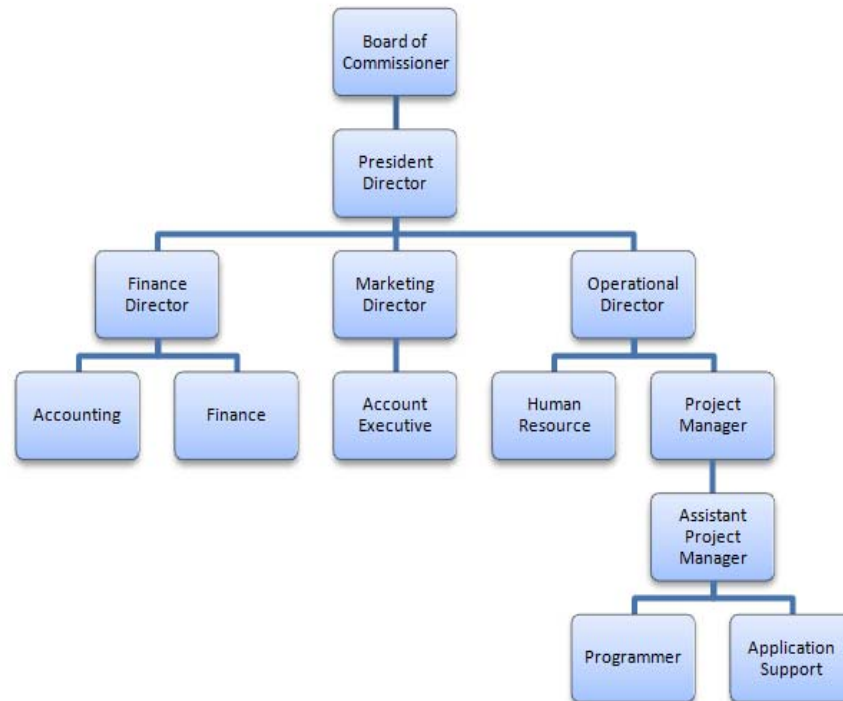 Board of
Commissioner
President
Director
Finance
Director
Marketing
Director
Operational
Director
Accounting
Finance
Account
Executive
Human
Resource
Project
Manager
Assistant
Project
Manager
Programmer
Application
Support